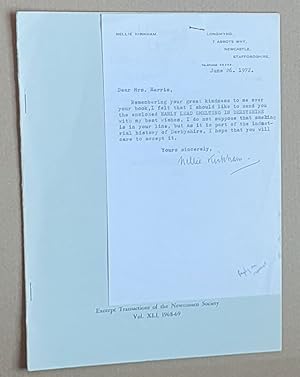 NELLIE KIRKHAM.
LONGWYND,
7 ABBOTS WAY,
NEWCASTLE,
STAFFORDSHIRE.
June 26. 1972.
Dear Mrs. Harris,
Remembering your great kindness to me over
your book, I felt that I should like to send you
the enclosed EARLY LEAD SMELTING IN DERBYSHIRE
with my best wishes. I do not suppose that smelting
is in your line, but as it is part of the indust-
rial history of Derbyshire, I hope that you will
care to accept it.
Yours sincerely,
Nellie Kirkham
Excerpt Transactions of the Newcomen Society
Vol. XLI, 1968-69